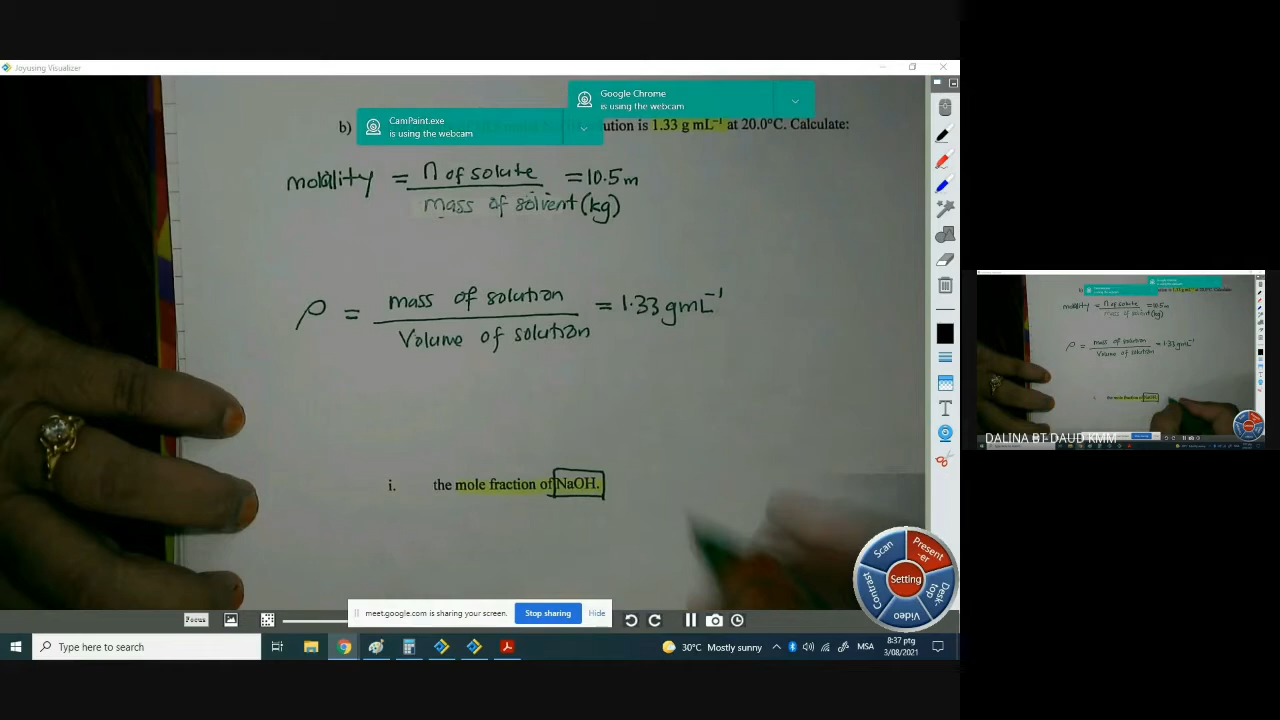 Joyusing Visualizer
Google Chrome
is using the webcam
CamPaint.exe
is using the webcam
b) ution is 1.33 g mL⁻¹ at 20.0°C. Calculate:
molality = n of solute / mass of solvent (kg) = 10.5 m
ρ = mass of solution / Volume of solution = 1.33 g mL⁻¹
i. the mole fraction of NaOH.
Scan
Present-er
Setting
Contrast
Desk-top
Video
Focus
meet.google.com is sharing your screen. Stop sharing Hide
Type here to search
30°C Mostly sunny
MSA
8:37 ptg
3/08/2021
DALINA BT DAUD KMM